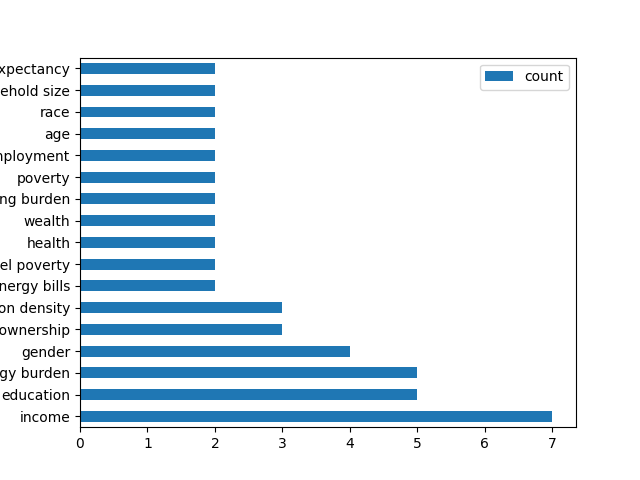 xpectancy
count
ehold size
race
age
nployment
poverty
ng burden
wealth
health
el poverty
nergy bills
on density
ownership
gender
gy burden
education
income
0 1 2 3 4 5 6 7